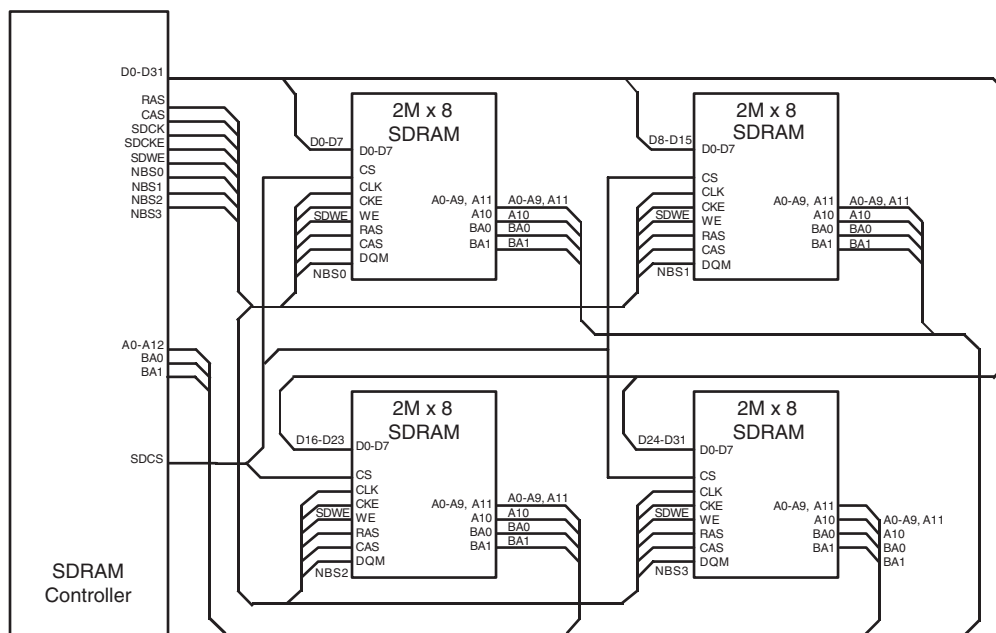 D0-D31
RAS
CAS
SDCK
SDCKE
SDWE
NBS0
NBS1
NBS2
NBS3
A0-A12
BA0
BA1
SDCS
SDRAM
Controller
2M x 8
SDRAM
D0-D7
D0-D7
CS
CLK
CKE
SDWE
WE
RAS
CAS
DQM
NBS0
A0-A9, A11
A10
BA0
BA1
A0-A9, A11
A10
BA0
BA1
2M x 8
SDRAM
D8-D15
D0-D7
CS
CLK
CKE
SDWE
WE
RAS
CAS
DQM
NBS1
A0-A9, A11
A10
BA0
BA1
A0-A9, A11
A10
BA0
BA1
2M x 8
SDRAM
D16-D23
D0-D7
CS
CLK
CKE
SDWE
WE
RAS
CAS
DQM
NBS2
A0-A9, A11
A10
BA0
BA1
A0-A9, A11
A10
BA0
BA1
2M x 8
SDRAM
D24-D31
D0-D7
CS
CLK
CKE
SDWE
WE
RAS
CAS
DQM
NBS3
A0-A9, A11
A10
BA0
BA1
A0-A9, A11
A10
BA0
BA1